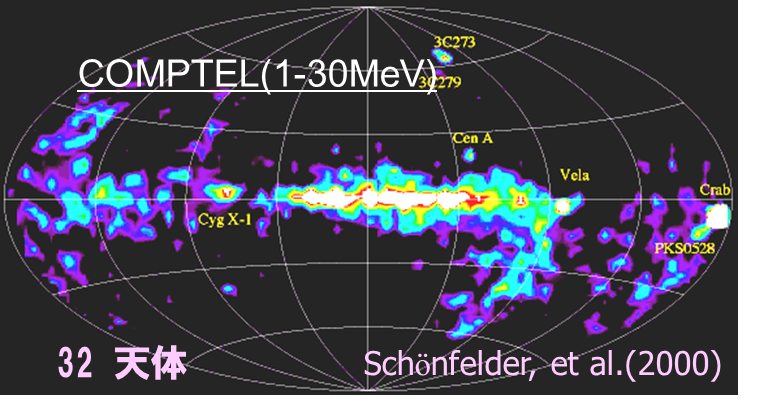 3C273
COMPTEL(1-30MeV)
3C279
Cen A
Vela
Crab
Cyg X-1
PKS0528
32 天体
Schönfelder, et al.(2000)